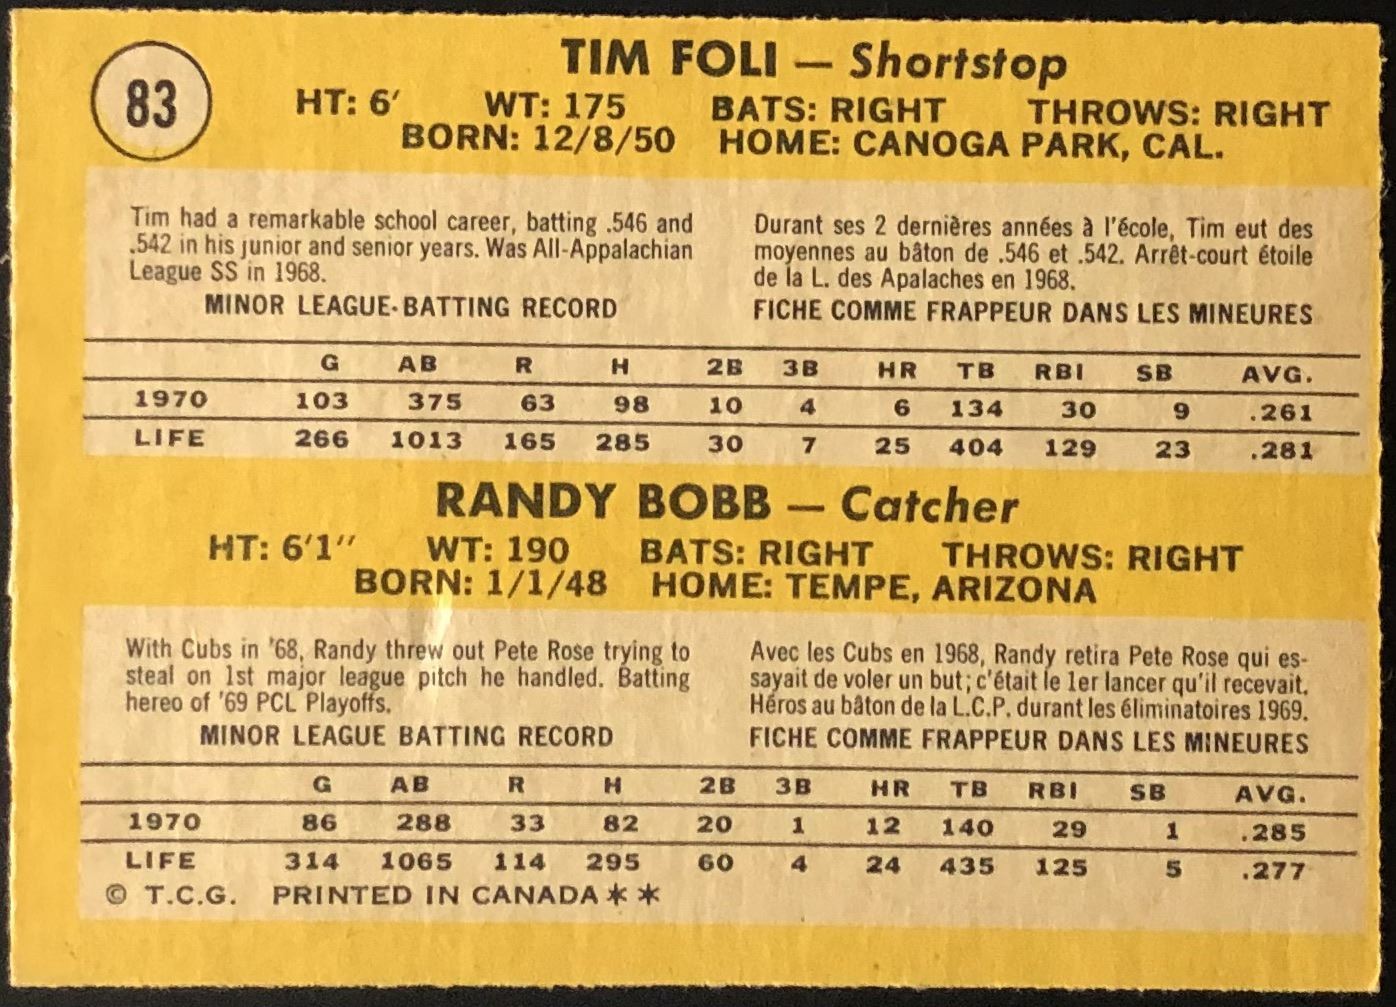 83
TIM FOLI — Shortstop
HT: 6′ WT: 175 BATS: RIGHT THROWS: RIGHT
BORN: 12/8/50 HOME: CANOGA PARK, CAL.
Tim had a remarkable school career, batting .546 and
.542 in his junior and senior years. Was All-Appalachian
League SS in 1968.
MINOR LEAGUE-BATTING RECORD
Durant ses 2 dernières années à l'école, Tim eut des
moyennes au bâton de .546 et .542. Arrêt-court étoile
de la L. des Apalaches en 1968.
FICHE COMME FRAPPEUR DANS LES MINEURES
G AB R H 2B 3B HR TB RBI SB AVG.
1970 103 375 63 98 10 4 6 134 30 9 .261
LIFE 266 1013 165 285 30 7 25 404 129 23 .281
RANDY BOBB — Catcher
HT: 6′1″ WT: 190 BATS: RIGHT THROWS: RIGHT
BORN: 1/1/48 HOME: TEMPE, ARIZONA
With Cubs in '68, Randy threw out Pete Rose trying to
steal on 1st major league pitch he handled. Batting
hereo of '69 PCL Playoffs.
MINOR LEAGUE BATTING RECORD
Avec les Cubs en 1968, Randy retira Pete Rose qui es-
sayait de voler un but; c'était le 1er lancer qu'il recevait.
Héros au bâton de la L.C.P. durant les éliminatoires 1969.
FICHE COMME FRAPPEUR DANS LES MINEURES
G AB R H 2B 3B HR TB RBI SB AVG.
1970 86 288 33 82 20 1 12 140 29 1 .285
LIFE 314 1065 114 295 60 4 24 435 125 5 .277
© T.C.G. PRINTED IN CANADA ✶ ✶